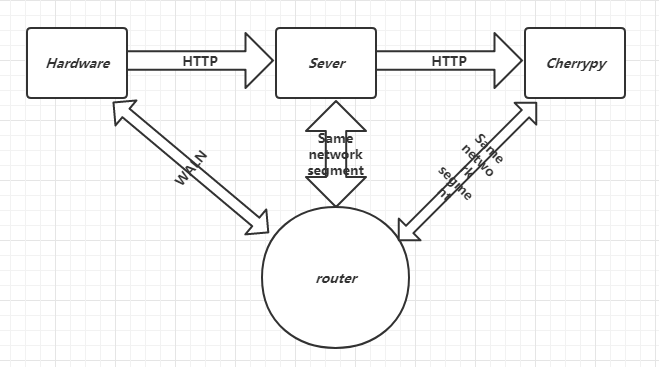 Hardware
HTTP
Sever
HTTP
Cherrypy
WALN
Same
network
segment
Same
netwo
rk
segme
nt
router